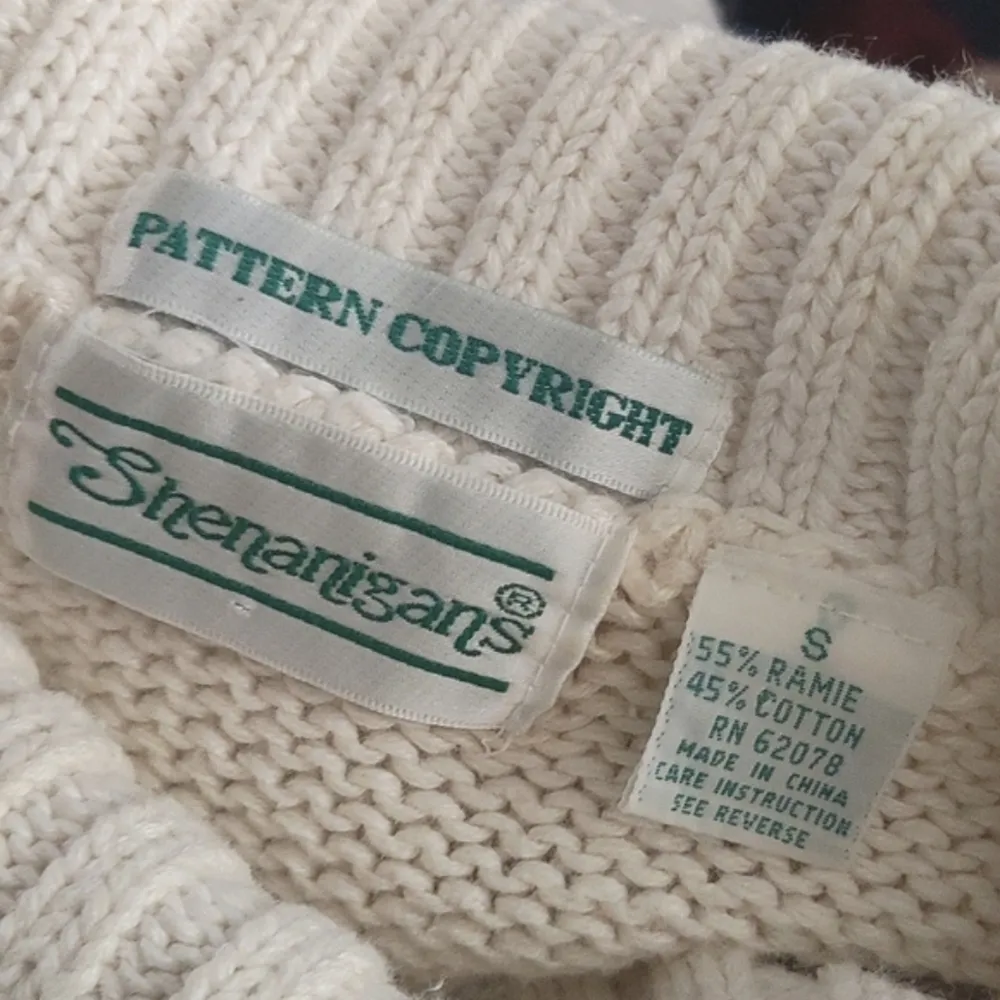 PATTERN COPYRIGHT
Shenanigans®
S
55% RAMIE
45% COTTON
RN 62078
MADE IN CHINA
CARE INSTRUCTION
SEE REVERSE